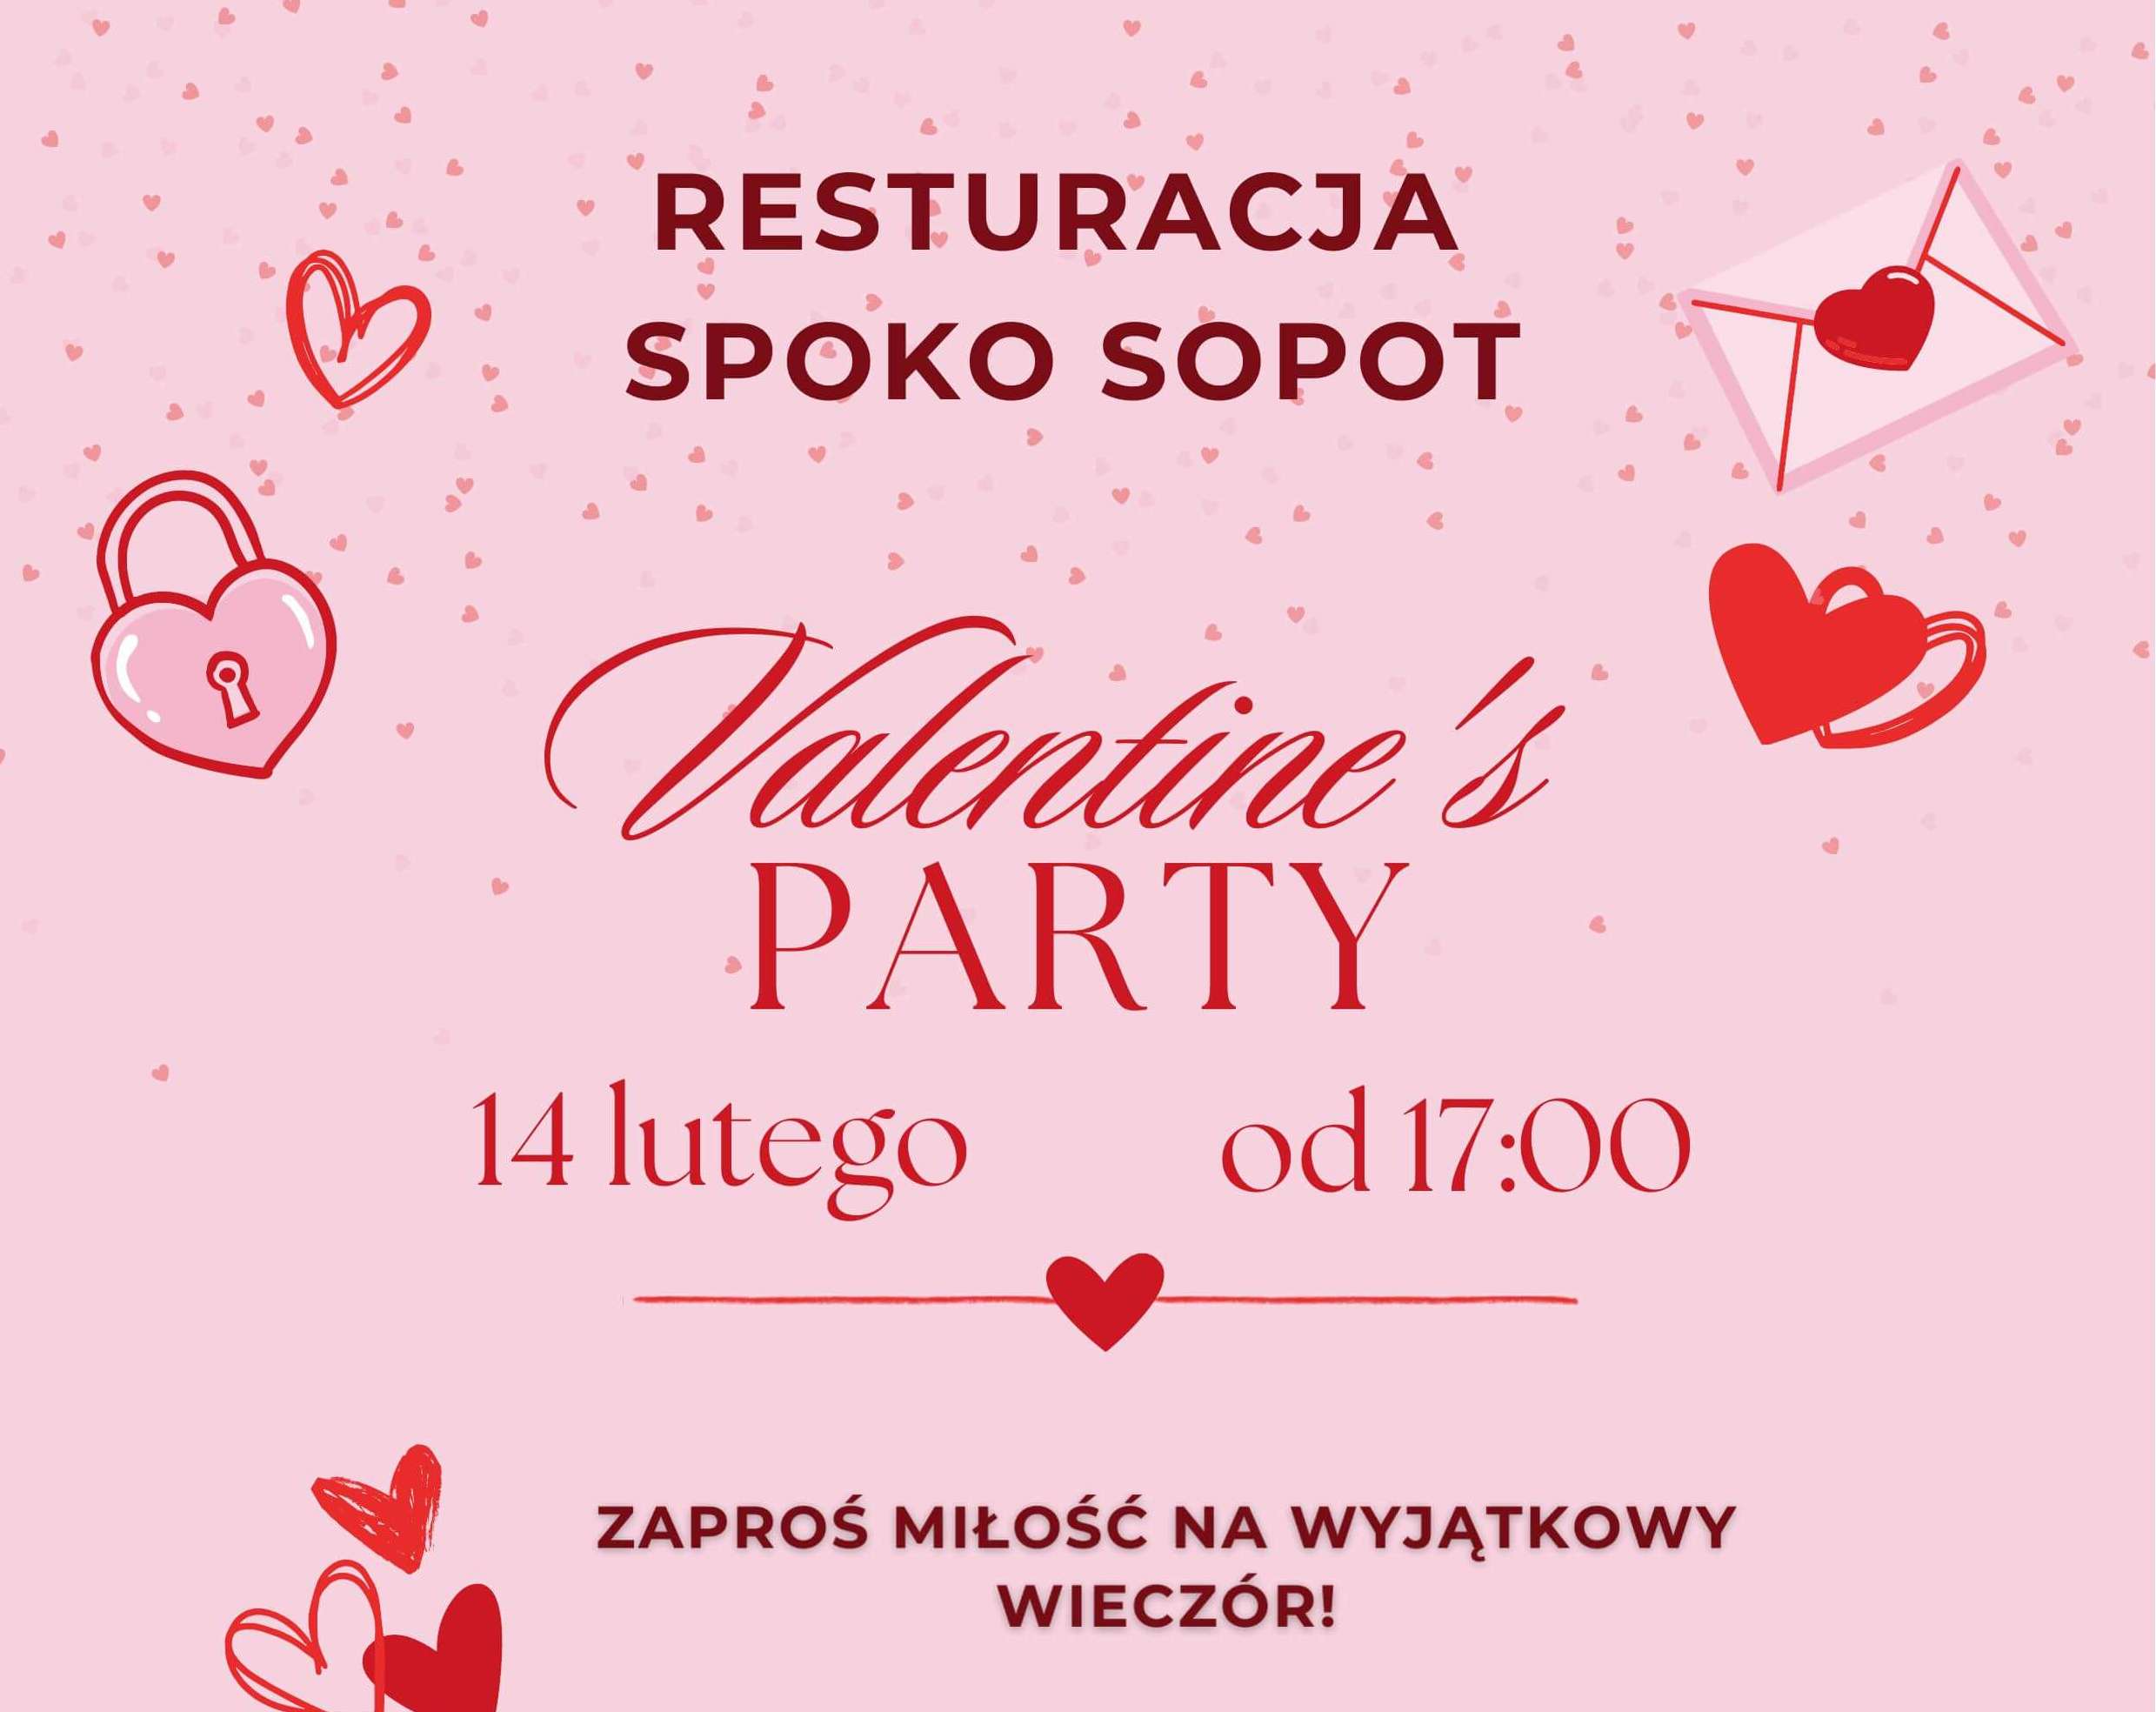 RESTURACJA
SPOKO SOPOT
Valentine's
PARTY
14 lutego od 17:00
ZAPROŚ MIŁOŚĆ NA WYJĄTKOWY
WIECZÓR!